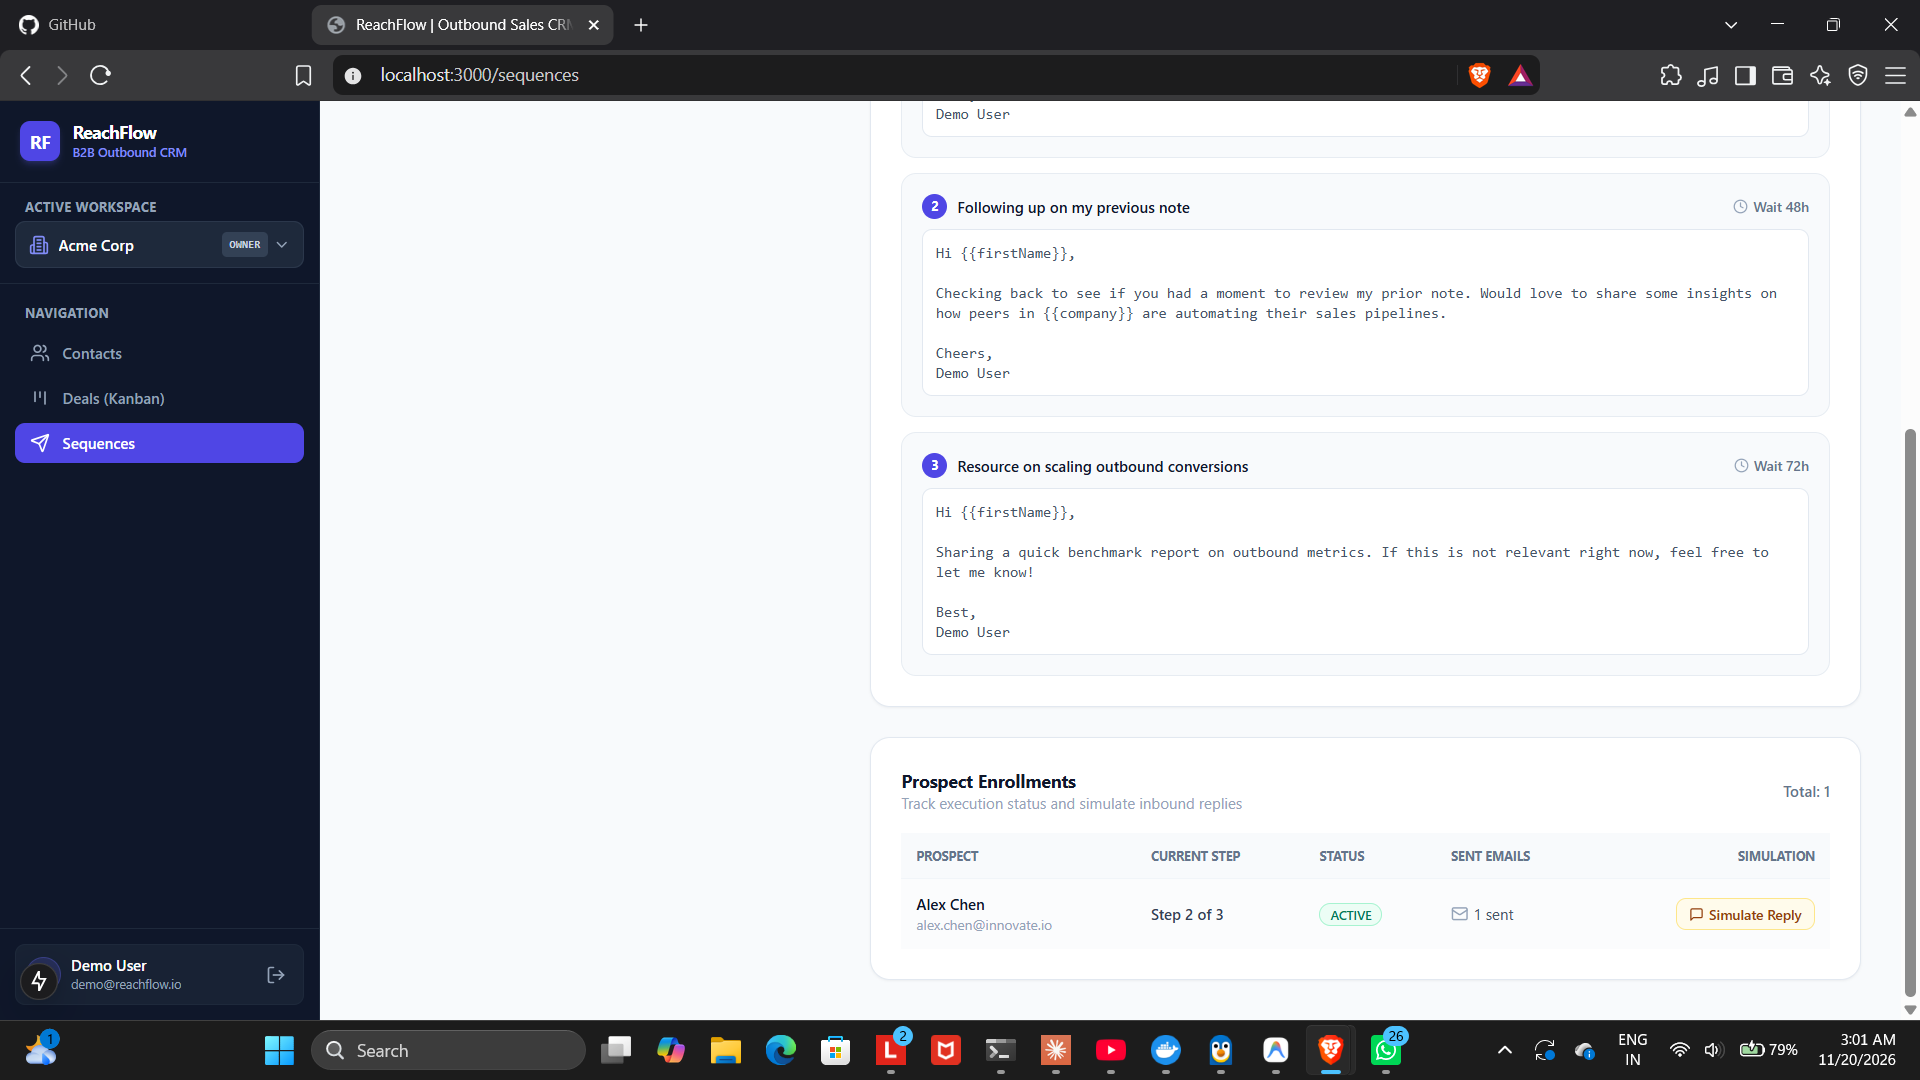 GitHub
ReachFlow | Outbound Sales CRM
localhost:3000/sequences
RF
ReachFlow
B2B Outbound CRM
ACTIVE WORKSPACE
Acme Corp
OWNER
NAVIGATION
Contacts
Deals (Kanban)
Sequences
Demo User
demo@reachflow.io
Demo User
2
Following up on my previous note
Wait 48h
Hi {{firstName}},
Checking back to see if you had a moment to review my prior note. Would love to share some insights on
how peers in {{company}} are automating their sales pipelines.
Cheers,
Demo User
3
Resource on scaling outbound conversions
Wait 72h
Hi {{firstName}},
Sharing a quick benchmark report on outbound metrics. If this is not relevant right now, feel free to
let me know!
Best,
Demo User
Prospect Enrollments
Track execution status and simulate inbound replies
Total: 1
PROSPECT CURRENT STEP STATUS SENT EMAILS SIMULATION
Alex Chen
alex.chen@innovate.io
Step 2 of 3
ACTIVE
1 sent
Simulate Reply
1
Search
L
2
26
ENG
IN
79%
3:01 AM
11/20/2026